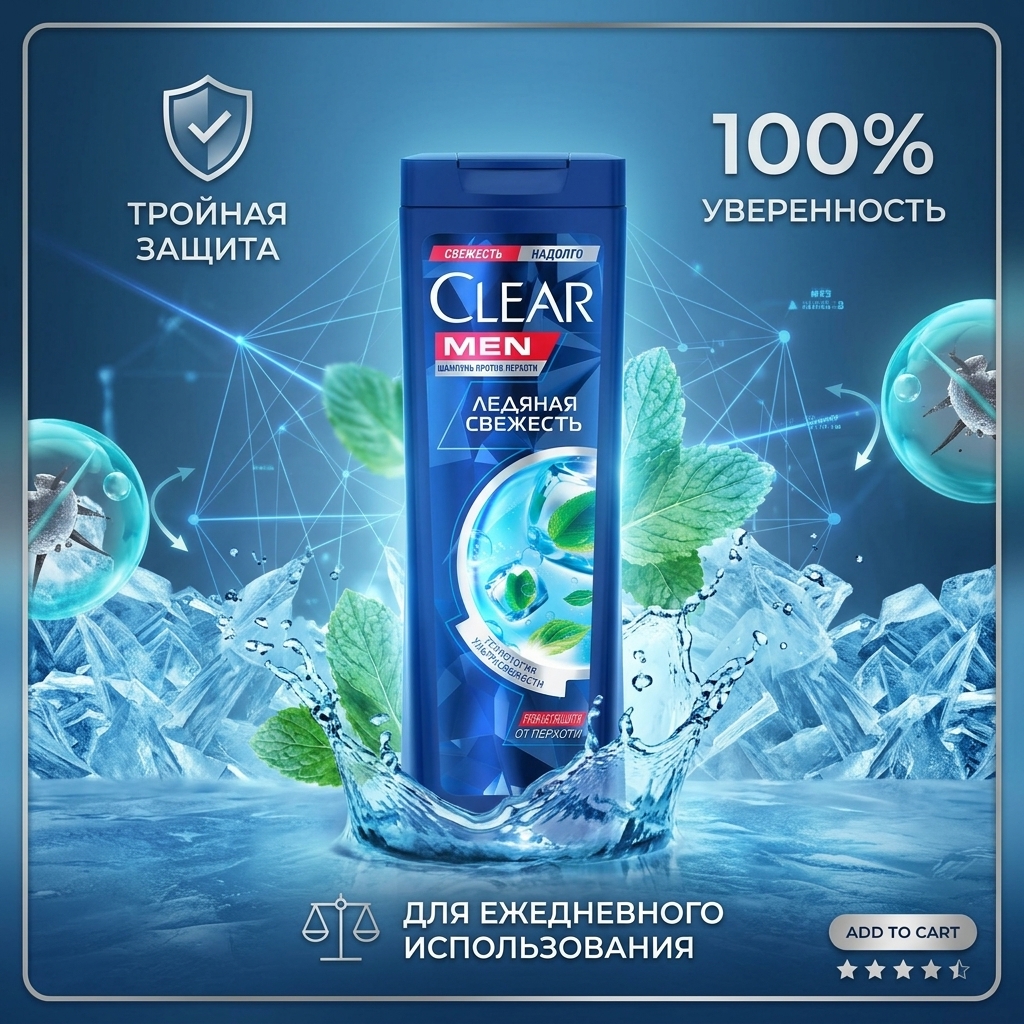 ТРОЙНАЯ
ЗАЩИТА
100%
УВЕРЕННОСТЬ
СВЕЖЕСТЬ НАДОЛГО
CLEAR
MEN
ШАМПУНЬ ПРОТИВ ПЕРХОТИ
ЛЕДЯНАЯ
СВЕЖЕСТЬ
ОТ ПЕРХОТИ
ДЛЯ ЕЖЕДНЕВНОГО
ИСПОЛЬЗОВАНИЯ
ADD TO CART